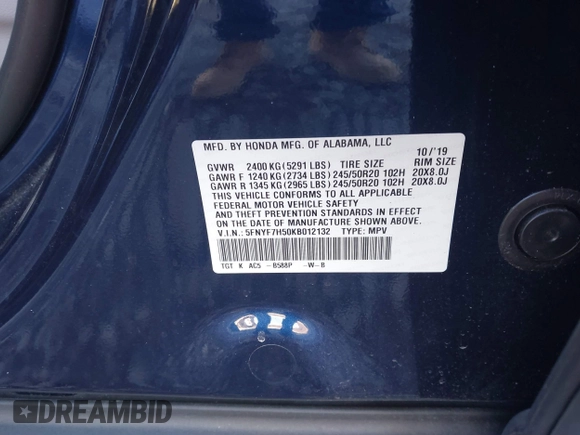 MFD. BY HONDA MFG. OF ALABAMA, LLC 10/'19
GVWR 2400 KG (5291 LBS) TIRE SIZE RIM SIZE
GAWR F 1240 KG (2734 LBS) 245/50R20 102H 20X8.0J
GAWR R 1345 KG (2965 LBS) 245/50R20 102H 20X8.0J
THIS VEHICLE CONFORMS TO ALL APPLICABLE
FEDERAL MOTOR VEHICLE SAFETY
AND THEFT PREVENTION STANDARDS IN EFFECT
ON THE DATE OF MANUFACTURE SHOWN ABOVE.
V.I.N: 5FNYF7H50KB012132 TYPE: MPV
TGT K AC5 -B588P -W-B
DREAMBID